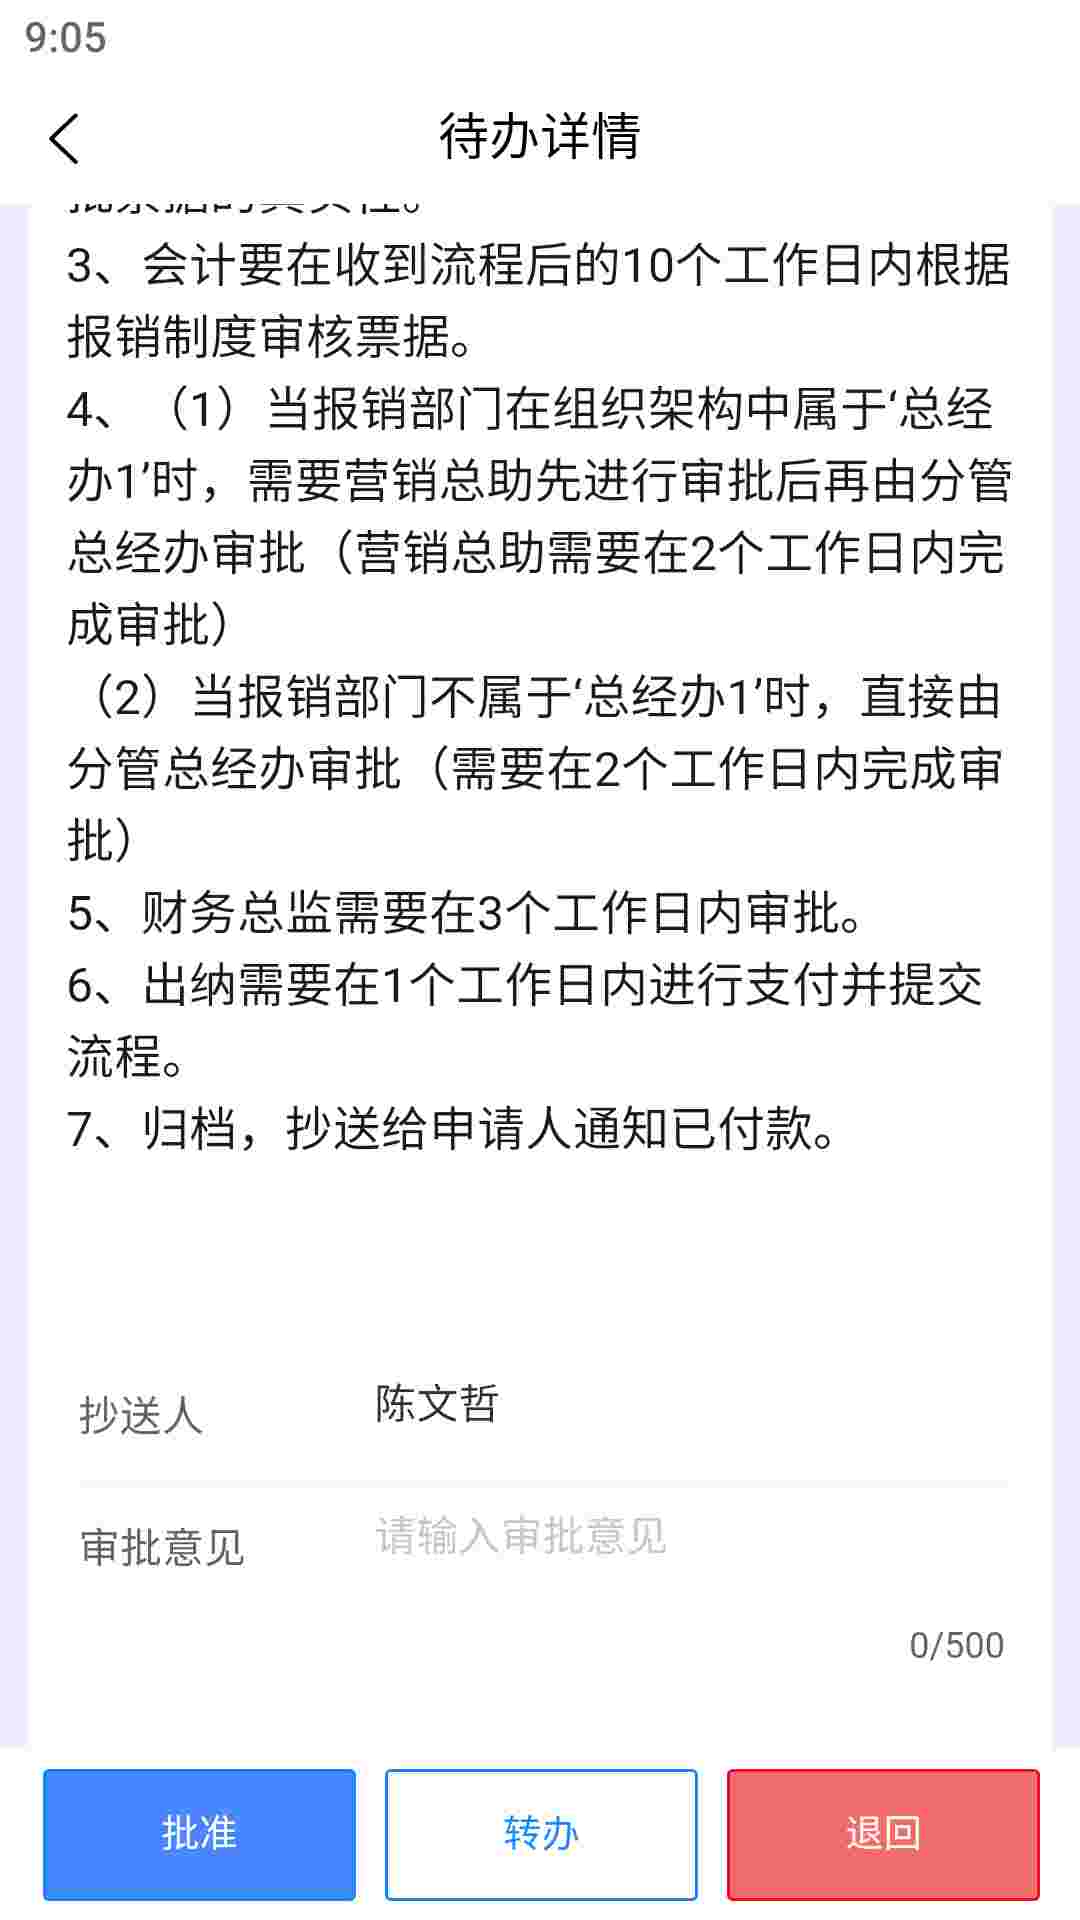 9:05
待办详情
3、会计要在收到流程后的10个工作日内根据
报销制度审核票据。
4、（1）当报销部门在组织架构中属于‘总经
办1’时，需要营销总助先进行审批后再由分管
总经办审批（营销总助需要在2个工作日内完
成审批）
（2）当报销部门不属于‘总经办1’时，直接由
分管总经办审批（需要在2个工作日内完成审
批）
5、财务总监需要在3个工作日内审批。
6、出纳需要在1个工作日内进行支付并提交
流程。
7、归档，抄送给申请人通知已付款。
抄送人 陈文哲
审批意见 请输入审批意见
0/500
批准 转办 退回